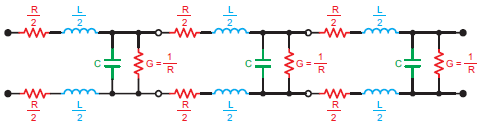 R/2 L/2 R/2 L/2 R/2 L/2
C G = 1/R C G = 1/R C G = 1/R
R/2 L/2 R/2 L/2 R/2 L/2